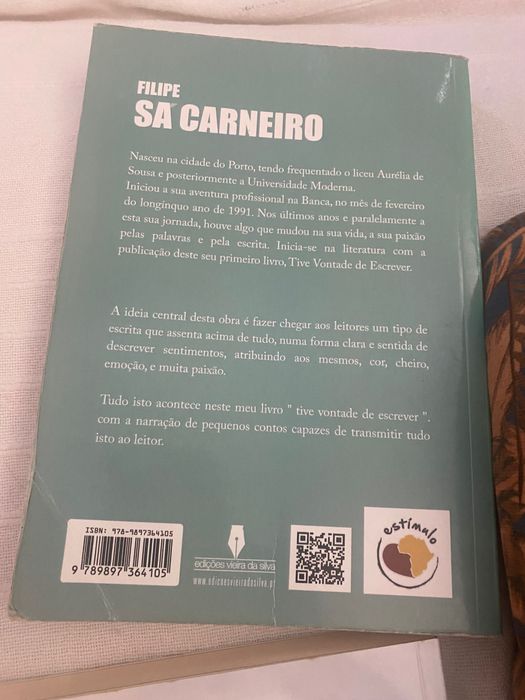 FILIPE
SÁ CARNEIRO
Nasceu na cidade do Porto, tendo frequentado o liceu Aurélia de
Sousa e posteriormente a Universidade Moderna.
Iniciou a sua aventura profissional na Banca, no mês de fevereiro
do longínquo ano de 1991. Nos últimos anos e paralelamente a
esta sua jornada, houve algo que mudou na sua vida, a sua paixão
pelas palavras e pela escrita. Inicia-se na literatura com a
publicação deste seu primeiro livro, Tive Vontade de Escrever.
A ideia central desta obra é fazer chegar aos leitores um tipo de
escrita que assenta acima de tudo, numa forma clara e sentida de
descrever sentimentos, atribuindo aos mesmos, cor, cheiro,
emoção, e muita paixão.
Tudo isto acontece neste meu livro " tive vontade de escrever ".
com a narração de pequenos contos capazes de transmitir tudo
isto ao leitor.
ISBN: 978-9897364105
9 789897 364105
edições vieira da silva
www.edicoesvieiradasilva.pt
estímulo